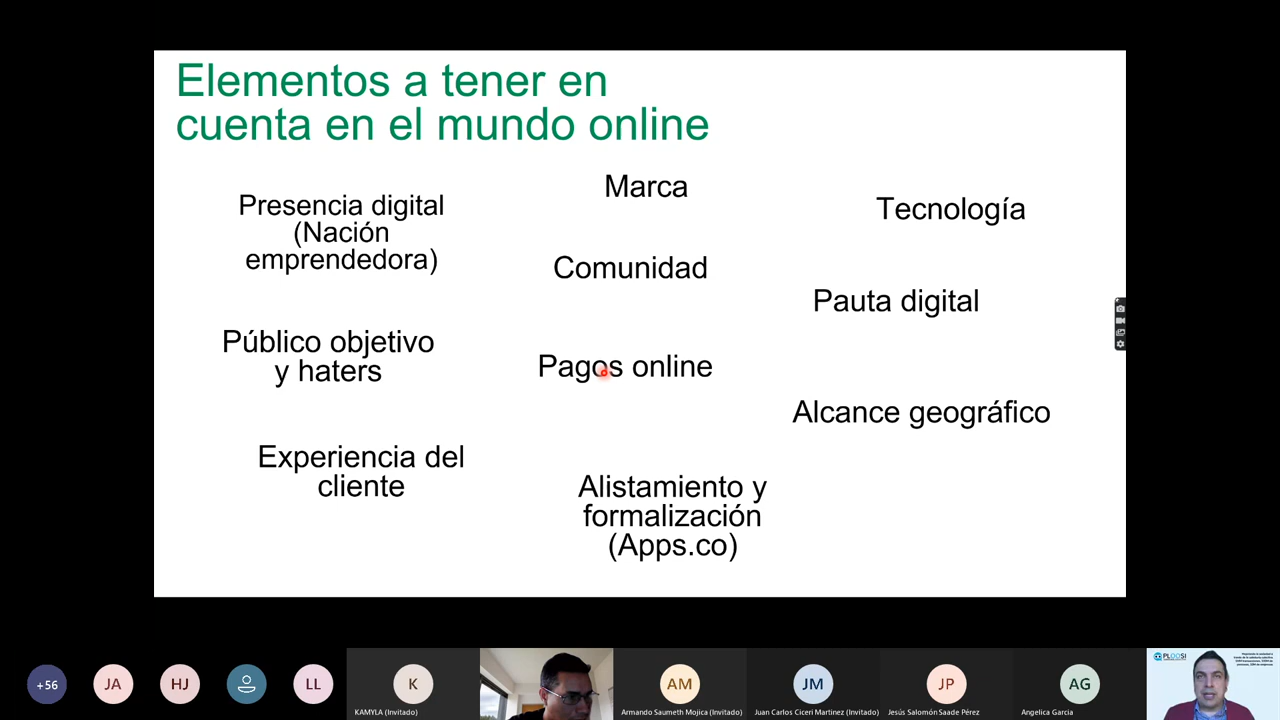 Elementos a tener en
cuenta en el mundo online
Marca
Presencia digital
(Nación
emprendedora)
Tecnología
Comunidad
Pauta digital
Público objetivo
y haters
Pagos online
Alcance geográfico
Experiencia del
cliente
Alistamiento y
formalización
(Apps.co)
+56
JA
HJ
LL
K
KAMYLA (Invitado)
AM
Armando Saumeth Mojica (Invitado)
JM
Juan Carlos Ciceri Martinez (Invitado)
JP
Jesús Salomón Saade Pérez
AG
Angelica Garcia